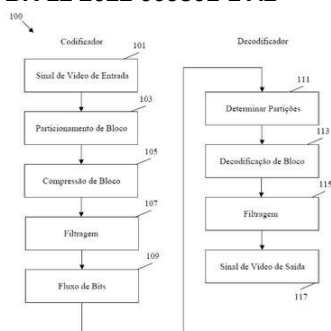 100
Codificador
101
Sinal de Vídeo de Entrada
103
Particionamento de Bloco
105
Compressão de Bloco
107
Filtragem
109
Fluxo de Bits
Decodificador
111
Determinar Partições
113
Decodificação de Bloco
115
Filtragem
Sinal de Vídeo de Saída
117